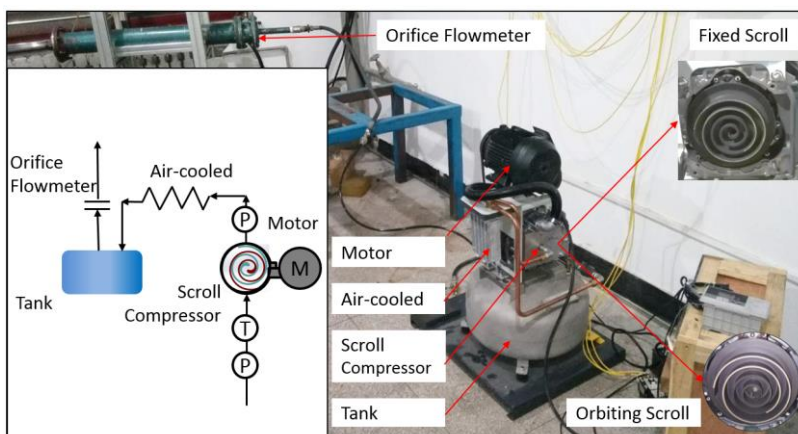 Orifice Flowmeter
Fixed Scroll
Orifice
Flowmeter
Air-cooled
P
Motor
M
Tank
Scroll
Compressor
T
P
Motor
Air-cooled
Scroll
Compressor
Tank
Orbiting Scroll